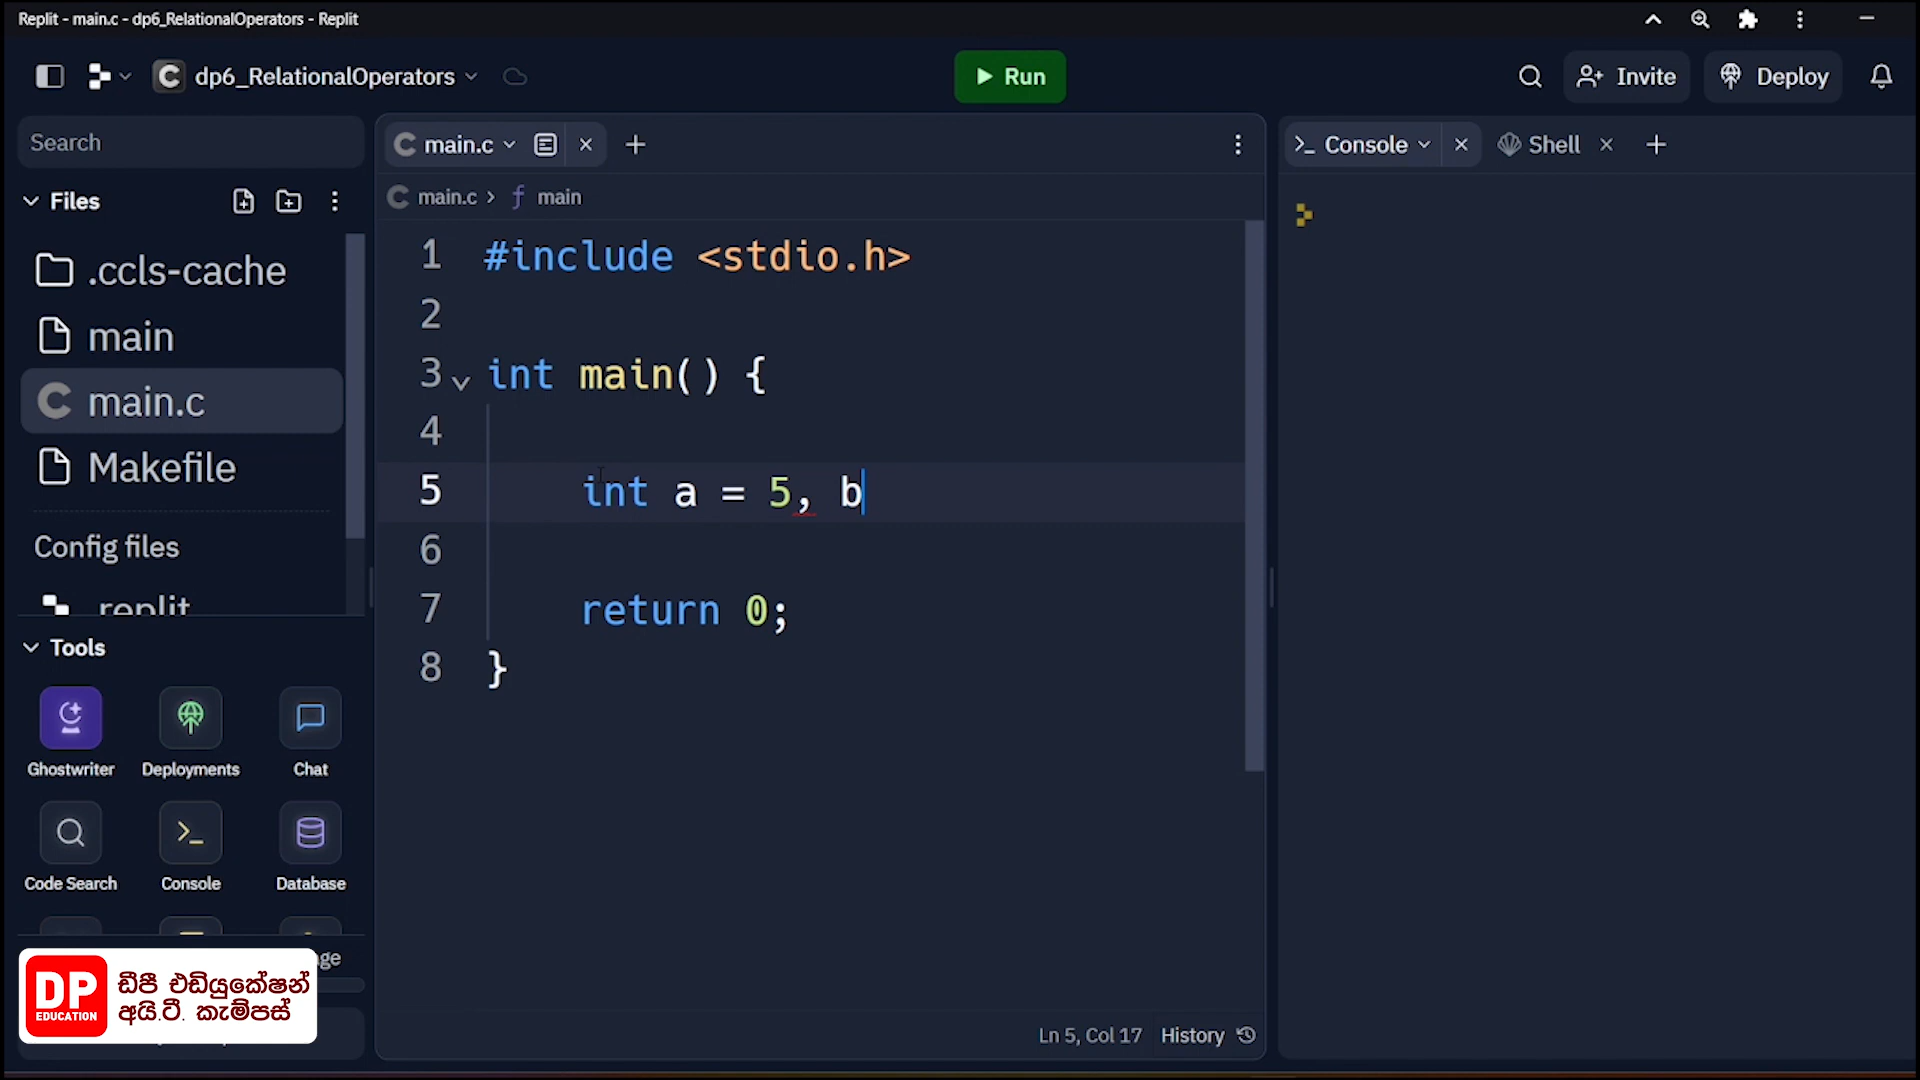 Replit - main.c - dp6_RelationalOperators - Replit
dp6_RelationalOperators
Run
Invite
Deploy
Search
Files
.ccls-cache
main
main.c
Makefile
Config files
.replit
Tools
Ghostwriter
Deployments
Chat
Code Search
Console
Database
DP
EDUCATION
ඩීපී එඩියුකේෂන්
අයි.ටී. කැම්පස්
main.c
main.c > ƒ main
1 #include <stdio.h>
2
3 int main() {
4
5 int a = 5, b
6
7 return 0;
8 }
Ln 5, Col 17 History
Console
Shell